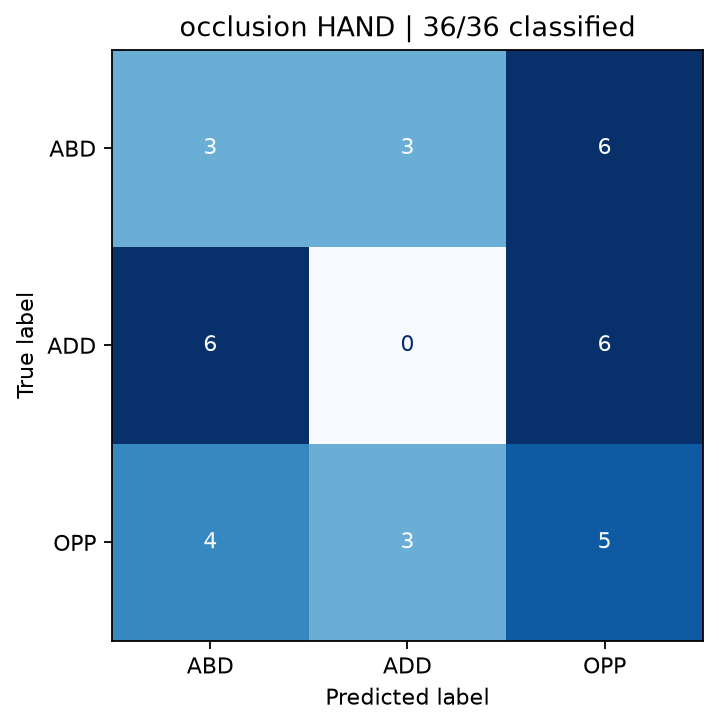 occlusion HAND | 36/36 classified
True label
ABD 3 3 6
ADD 6 0 6
OPP 4 3 5
ABD ADD OPP
Predicted label